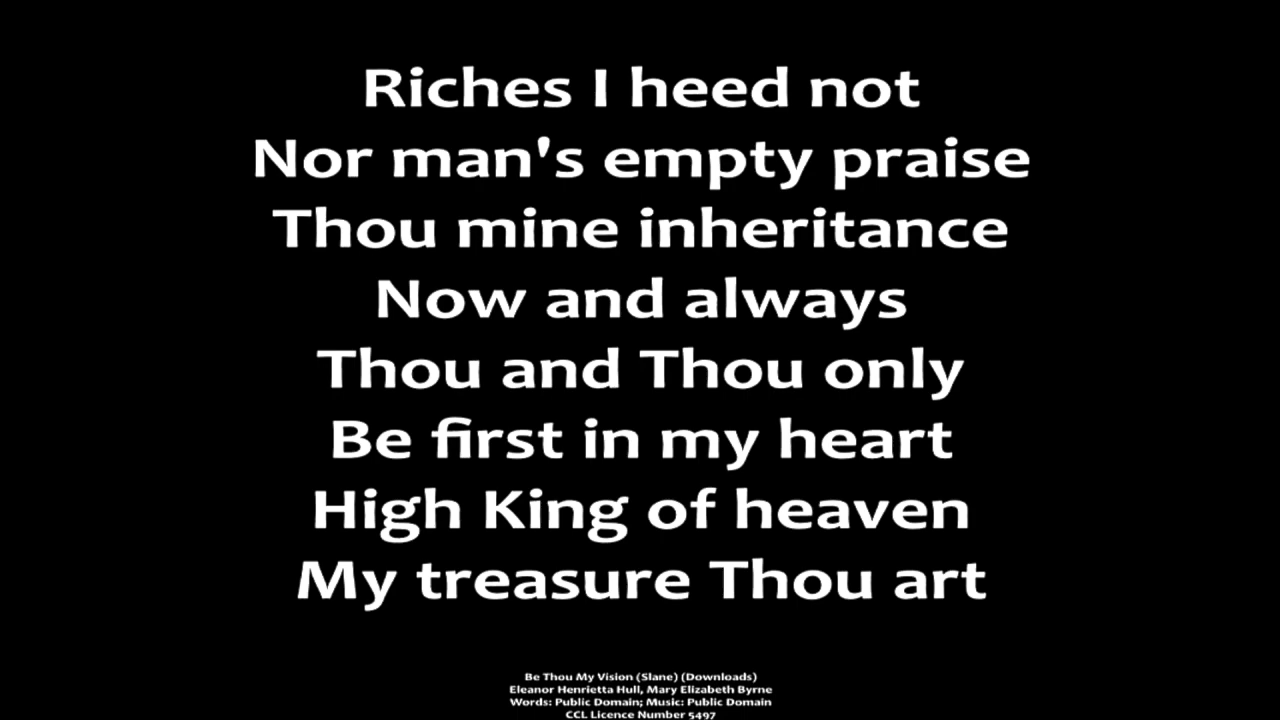 Riches I heed not
Nor man's empty praise
Thou mine inheritance
Now and always
Thou and Thou only
Be first in my heart
High King of heaven
My treasure Thou art
Be Thou My Vision (Slane) (Downloads)
Eleanor Henrietta Hull, Mary Elizabeth Byrne
Words: Public Domain; Music: Public Domain
CCL Licence Number 5497